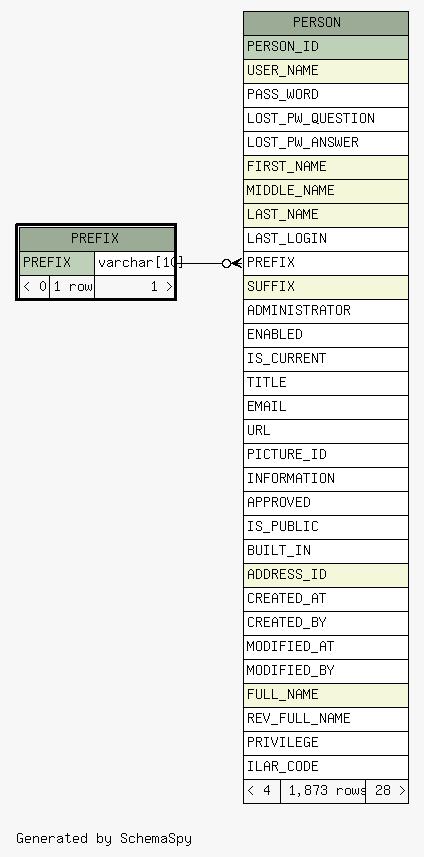 PERSON
PERSON_ID
USER_NAME
PASS_WORD
LOST_PW_QUESTION
LOST_PW_ANSWER
FIRST_NAME
MIDDLE_NAME
LAST_NAME
LAST_LOGIN
PREFIX
SUFFIX
ADMINISTRATOR
ENABLED
IS_CURRENT
TITLE
EMAIL
URL
PICTURE_ID
INFORMATION
APPROVED
IS_PUBLIC
BUILT_IN
ADDRESS_ID
CREATED_AT
CREATED_BY
MODIFIED_AT
MODIFIED_BY
FULL_NAME
REV_FULL_NAME
PRIVILEGE
ILAR_CODE
< 4 1,873 rows 28 >
PREFIX
PREFIX varchar[10]
< 0 1 row 1 >
Generated by SchemaSpy